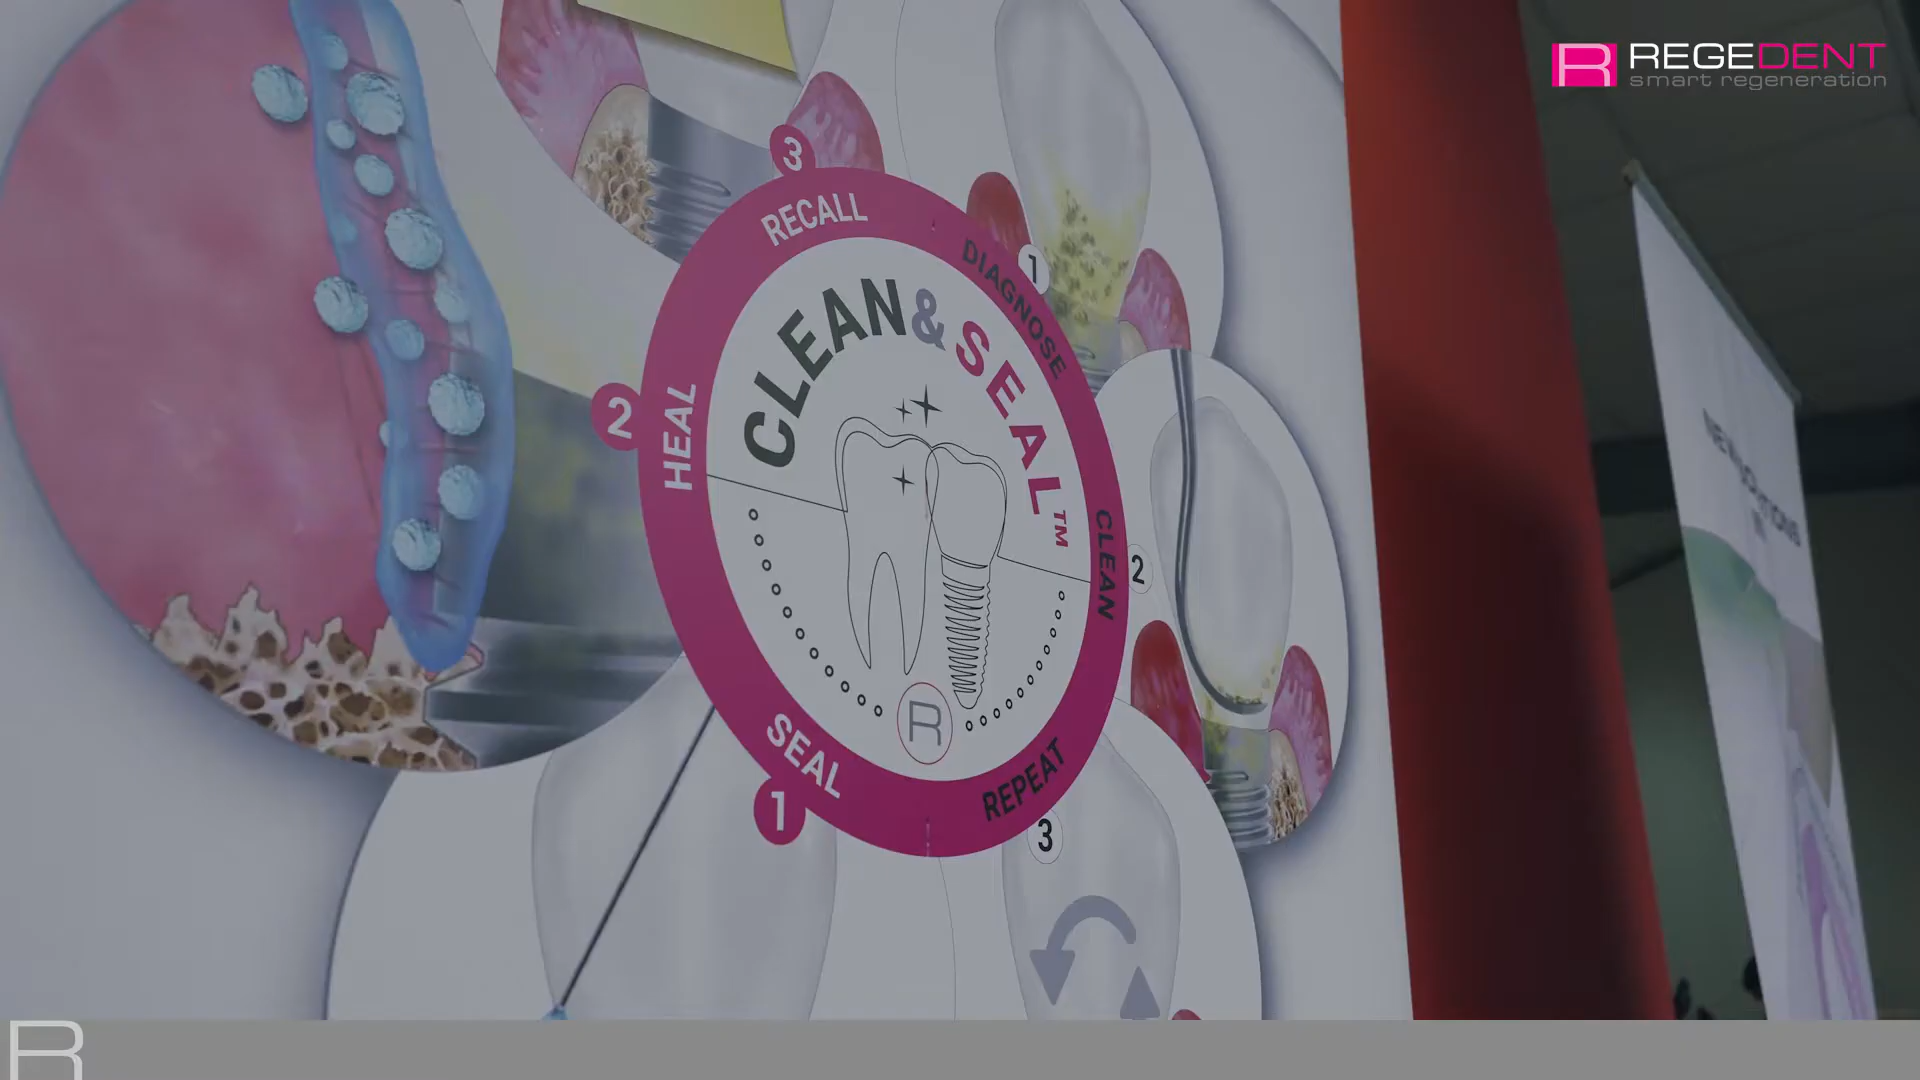 REGEDENT
smart regeneration
3
RECALL
1
DIAGNOSE
CLEAN & SEAL™
2
HEAL
CLEAN
2
R
SEAL
1
REPEAT
3
R